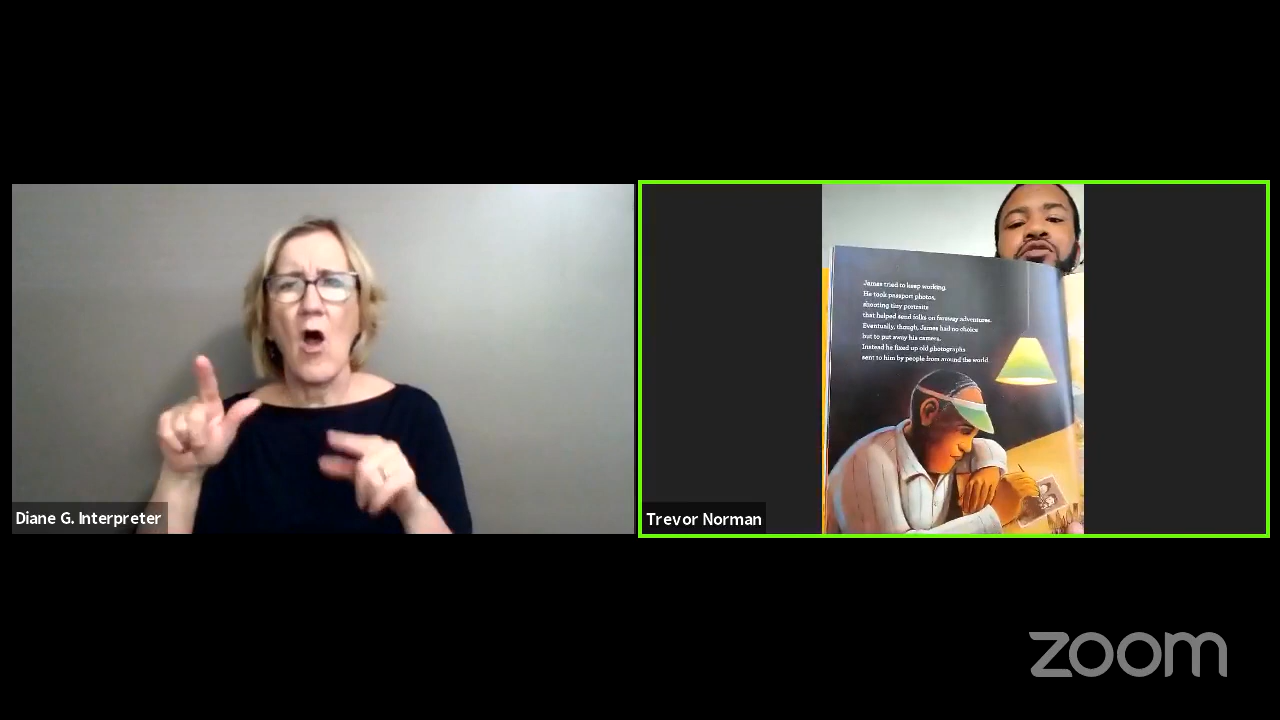 James tried to keep working.
He took passport photos,
shooting tiny portraits
that helped send folks on faraway adventures.
Eventually, though, James had no choice
but to put away his camera.
Instead he fixed up old photographs
sent to him by people from around the world
Diane G. Interpreter
Trevor Norman
zoom